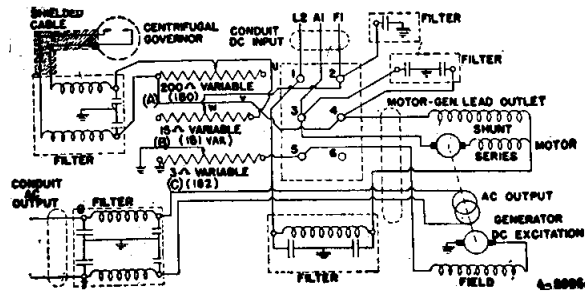 SHIELDED
CABLE
CENTRIFUGAL
GOVERNOR
CONDUIT
DC INPUT
L2 A1 F1
FILTER
FILTER
1 2
U
200Ω VARIABLE
(A) (180)
W V
15Ω VARIABLE
(B) (181 VAR)
3Ω VARIABLE
(C) (182)
3 4
5 6
FILTER
MOTOR-GEN. LEAD OUTLET
SHUNT
SERIES
MOTOR
CONDUIT
AC
OUTPUT
FILTER
AC OUTPUT
GENERATOR
DC EXCITATION
FILTER
FIELD